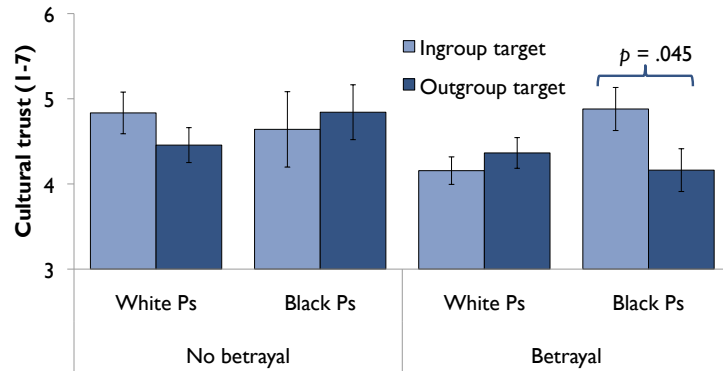 6
5
4
3
Cultural trust (1-7)
Ingroup target
Outgroup target
p = .045
White Ps
Black Ps
White Ps
Black Ps
No betrayal
Betrayal